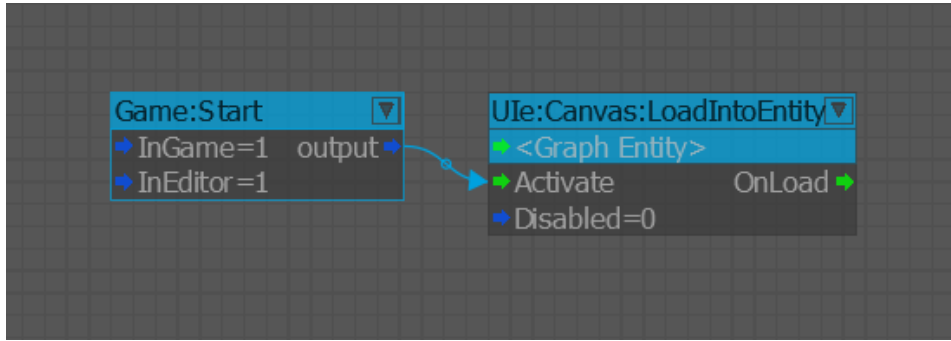 Game:Start
InGame=1 output
InEditor=1
UIe:Canvas:LoadIntoEntity
<Graph Entity>
Activate OnLoad
Disabled=0